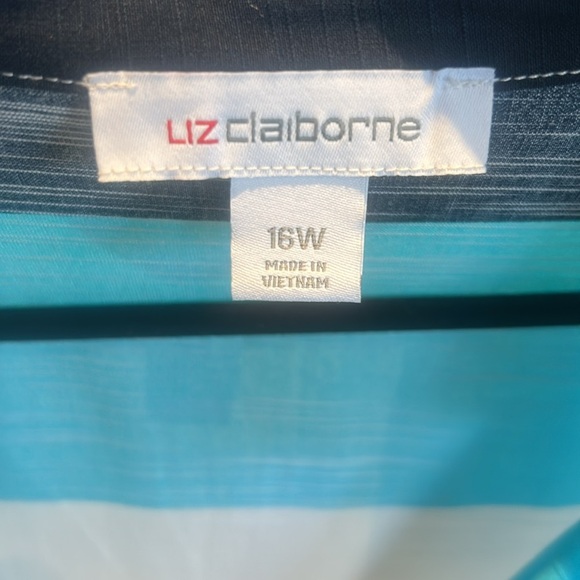 LIZ claiborne
16W
MADE IN
VIETNAM